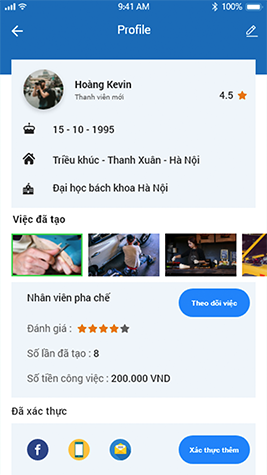 9:41 AM
100%
Profile
Hoàng Kevin
Thanh viên mới
4.5
15 - 10 - 1995
Triều khúc - Thanh Xuân - Hà Nội
Đại học bách khoa Hà Nội
Việc đã tạo
Nhân viên pha chế
Theo dõi việc
Đánh giá :
Số lần đã tạo : 8
Số tiền công việc : 200.000 VND
Đã xác thực
f
Xác thực thêm